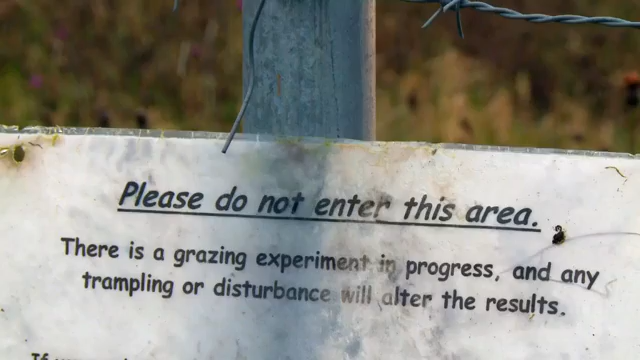 Please do not enter this area.
There is a grazing experiment in progress, and any
trampling or disturbance will alter the results.
If